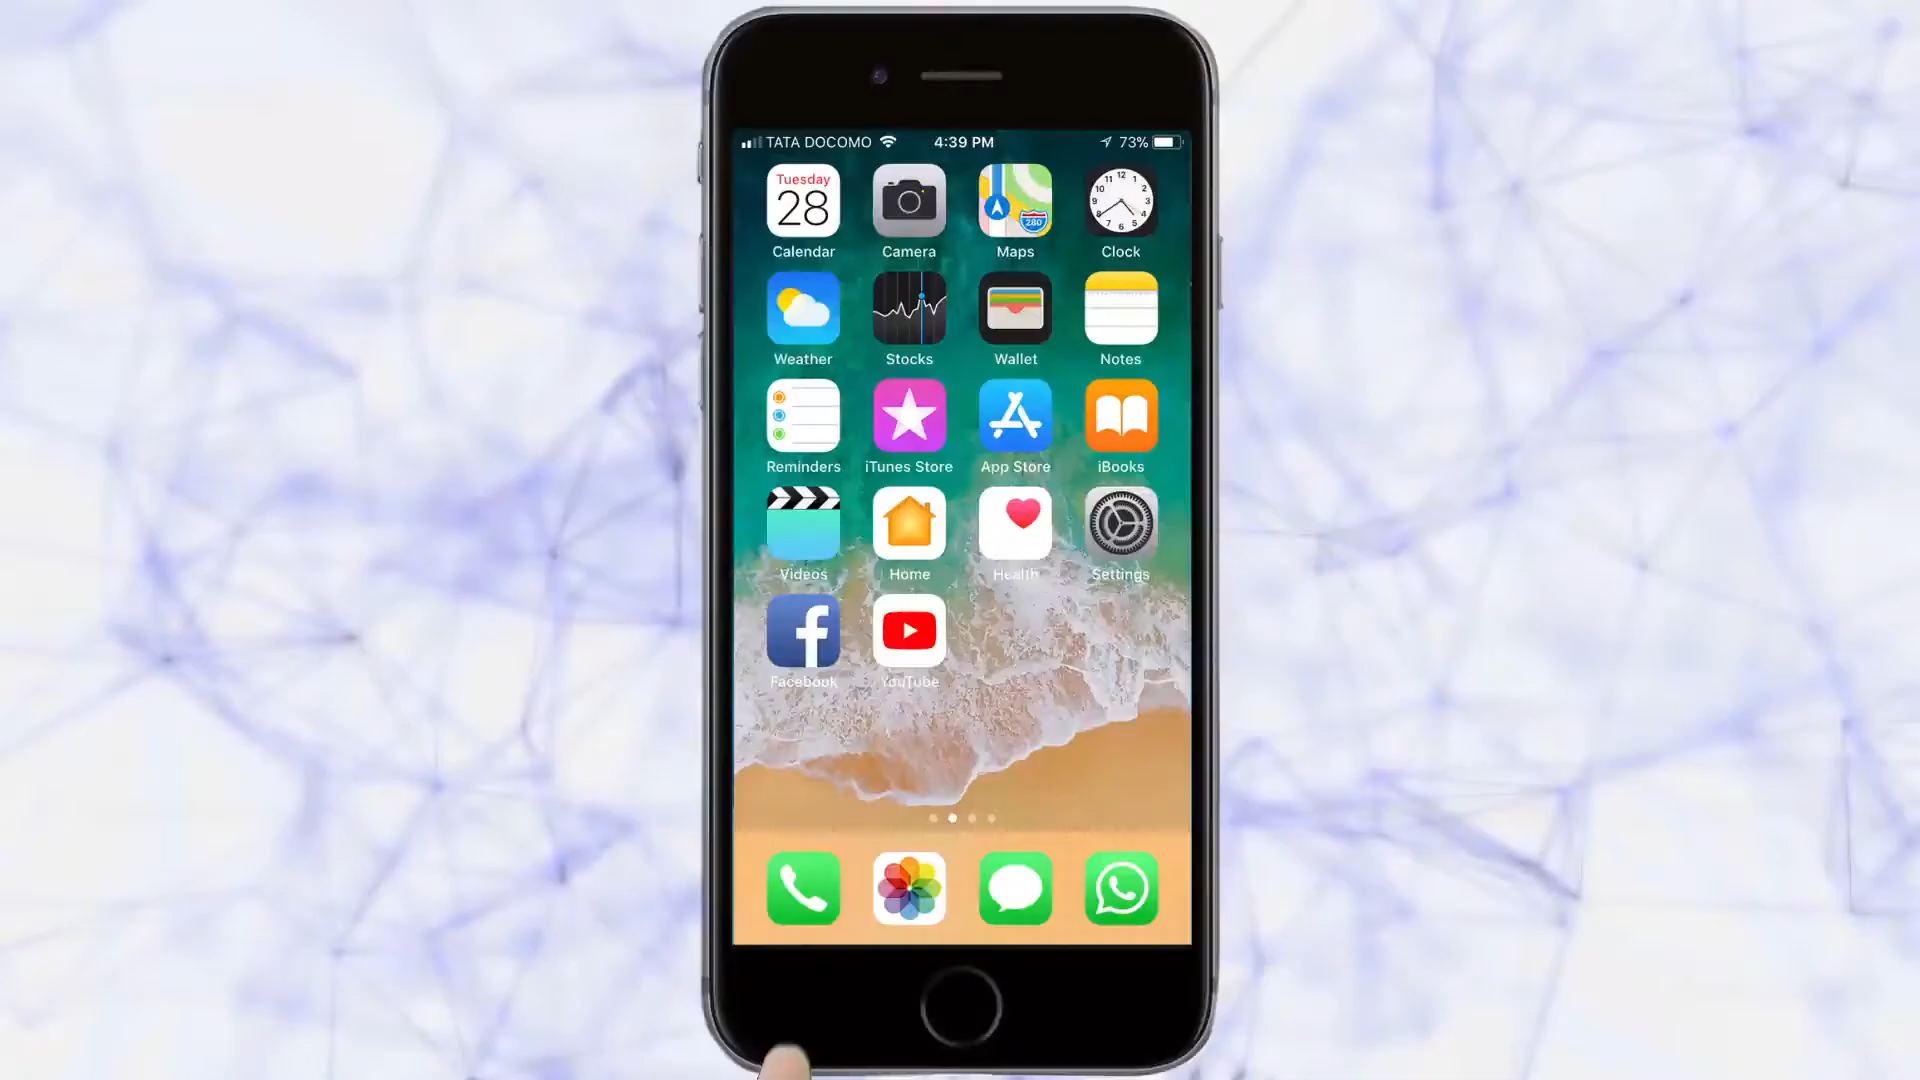 TATA DOCOMO 4:39 PM 73%
Tuesday
28
280
Calendar Camera Maps Clock
Weather Stocks Wallet Notes
Reminders iTunes Store App Store iBooks
Videos Home Health Settings
Facebook YouTube